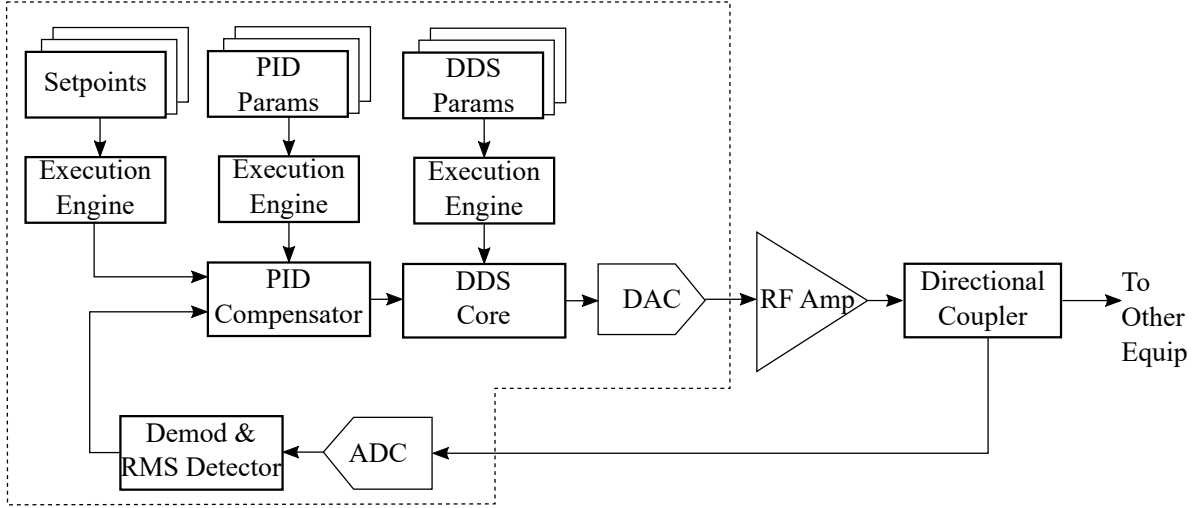 Setpoints
PID
Params
DDS
Params
Execution
Engine
Execution
Engine
Execution
Engine
PID
Compensator
DDS
Core
DAC
RF Amp
Directional
Coupler
To
Other
Equip
Demod &
RMS Detector
ADC